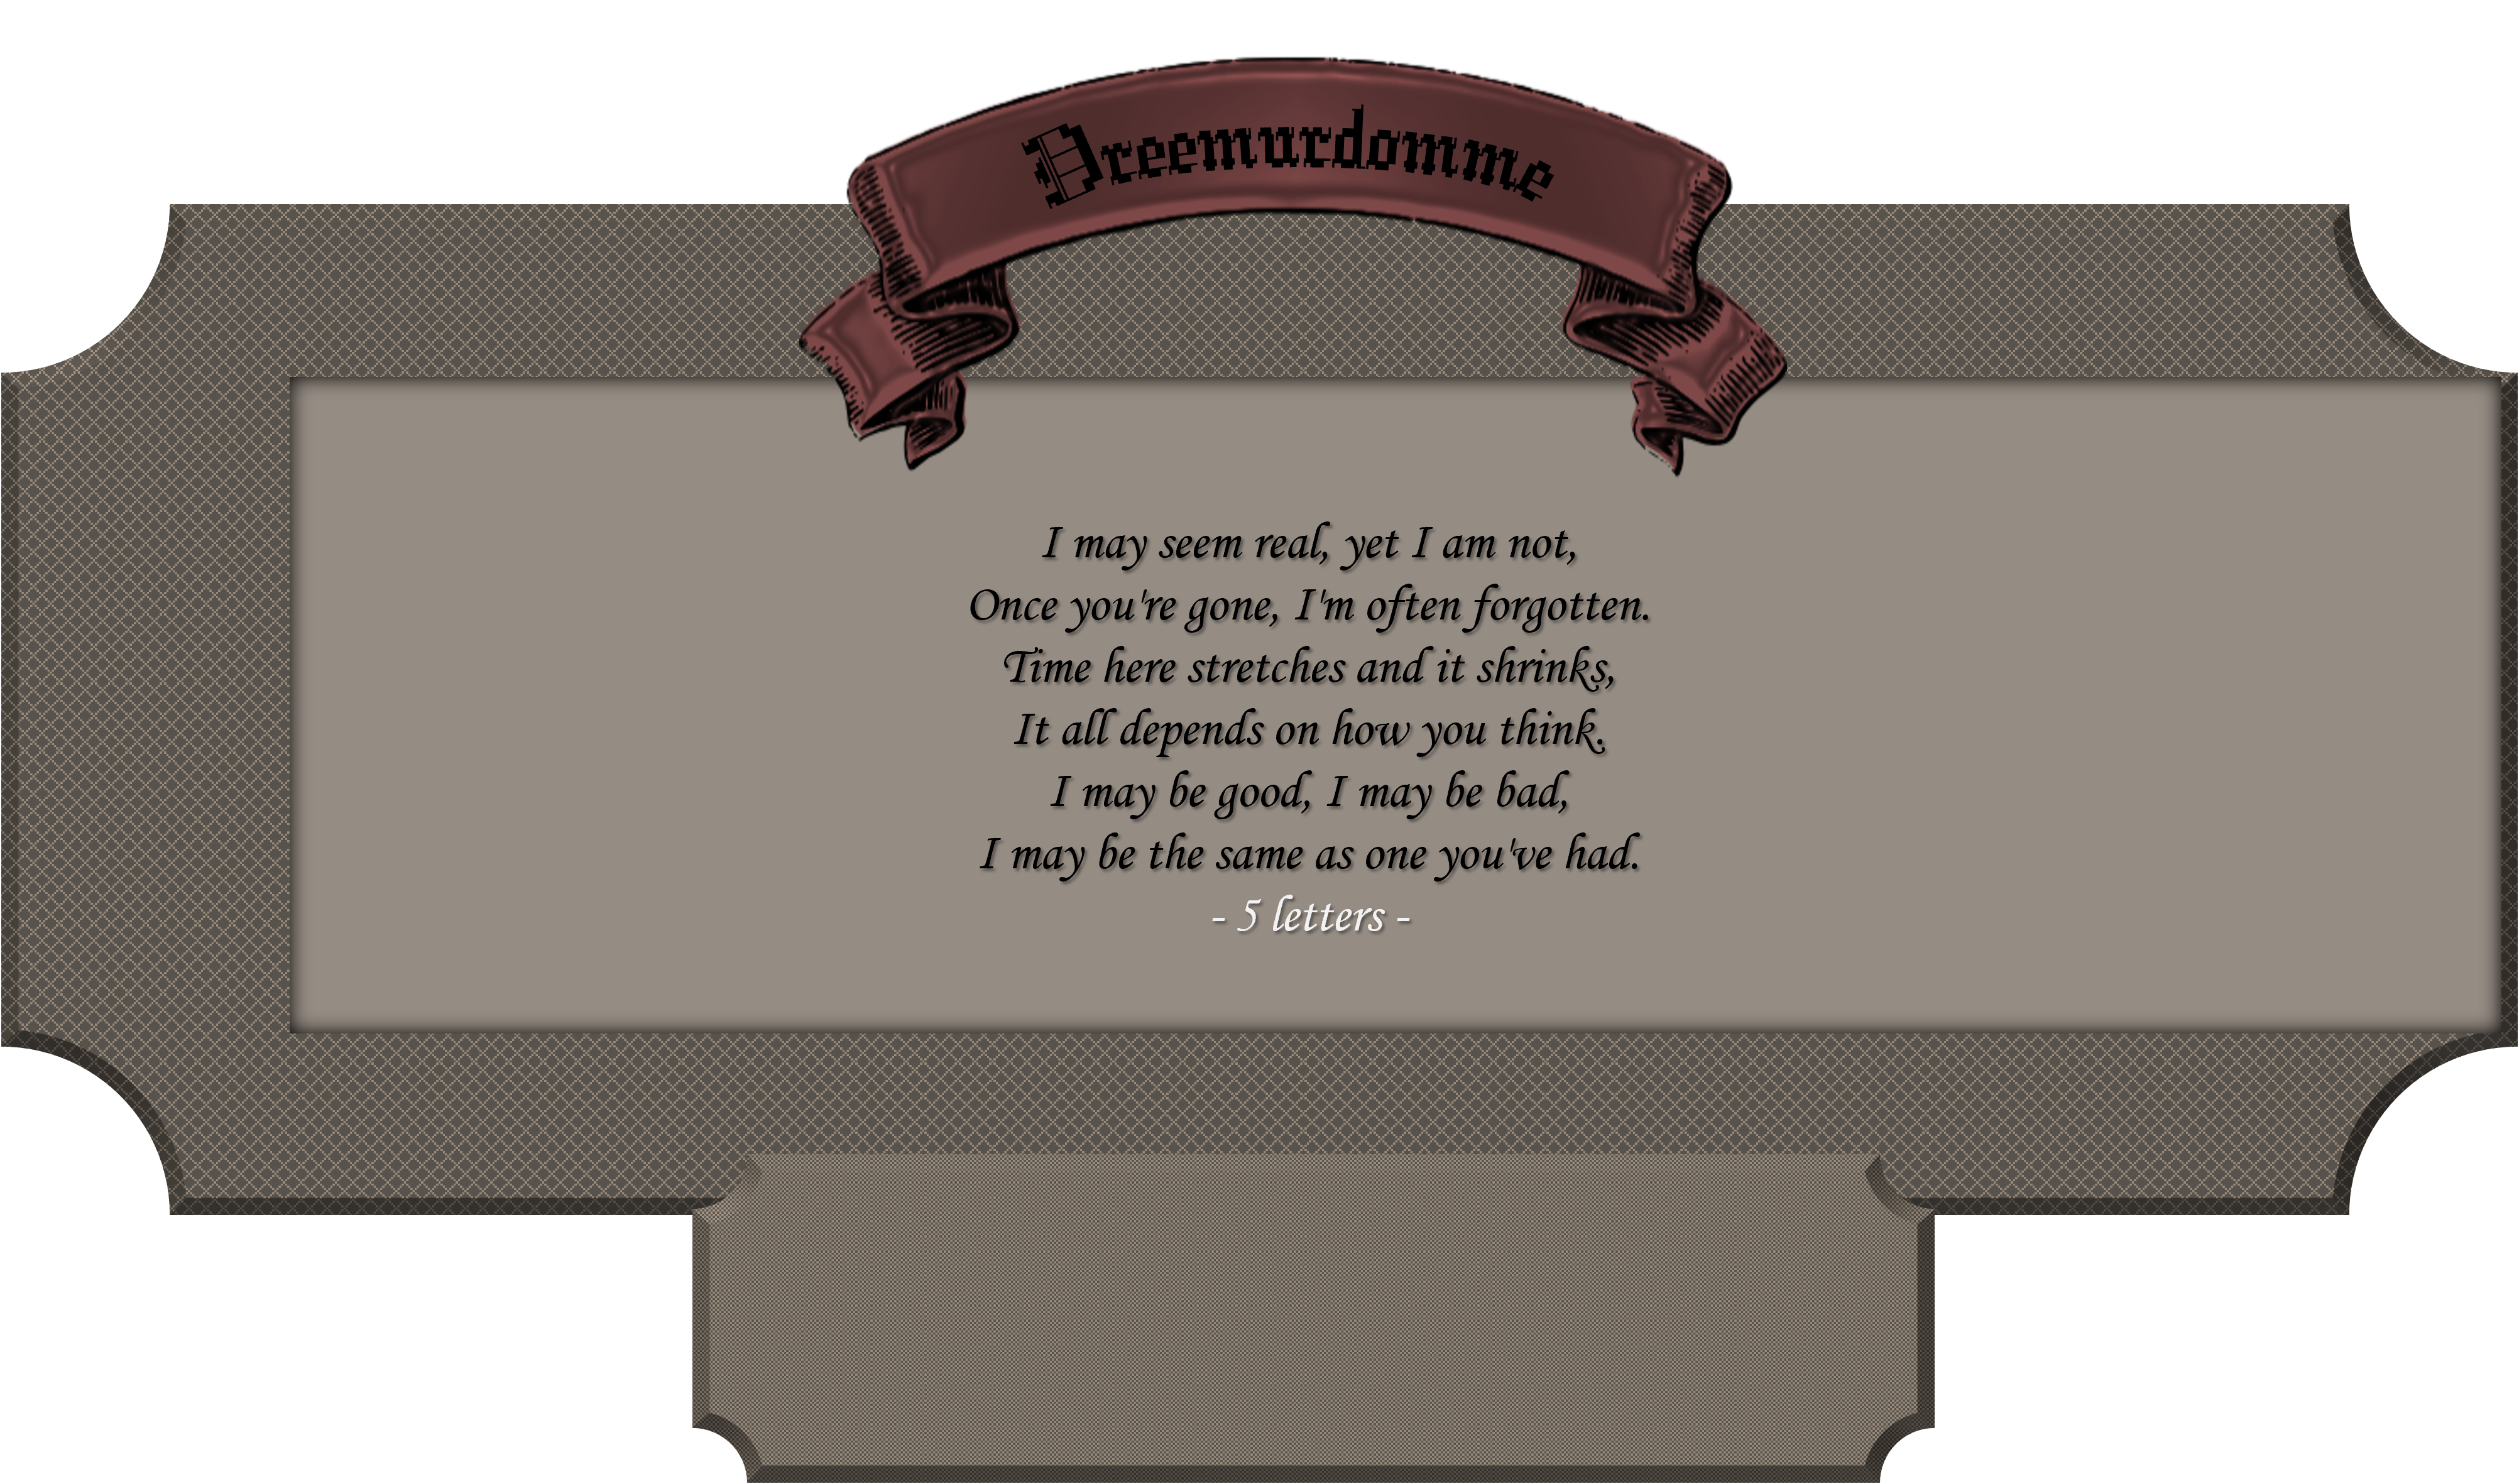 Dreemurdomme
I may seem real, yet I am not,
Once you're gone, I'm often forgotten.
Time here stretches and it shrinks,
It all depends on how you think.
I may be good, I may be bad,
I may be the same as one you've had.
- 5 letters -